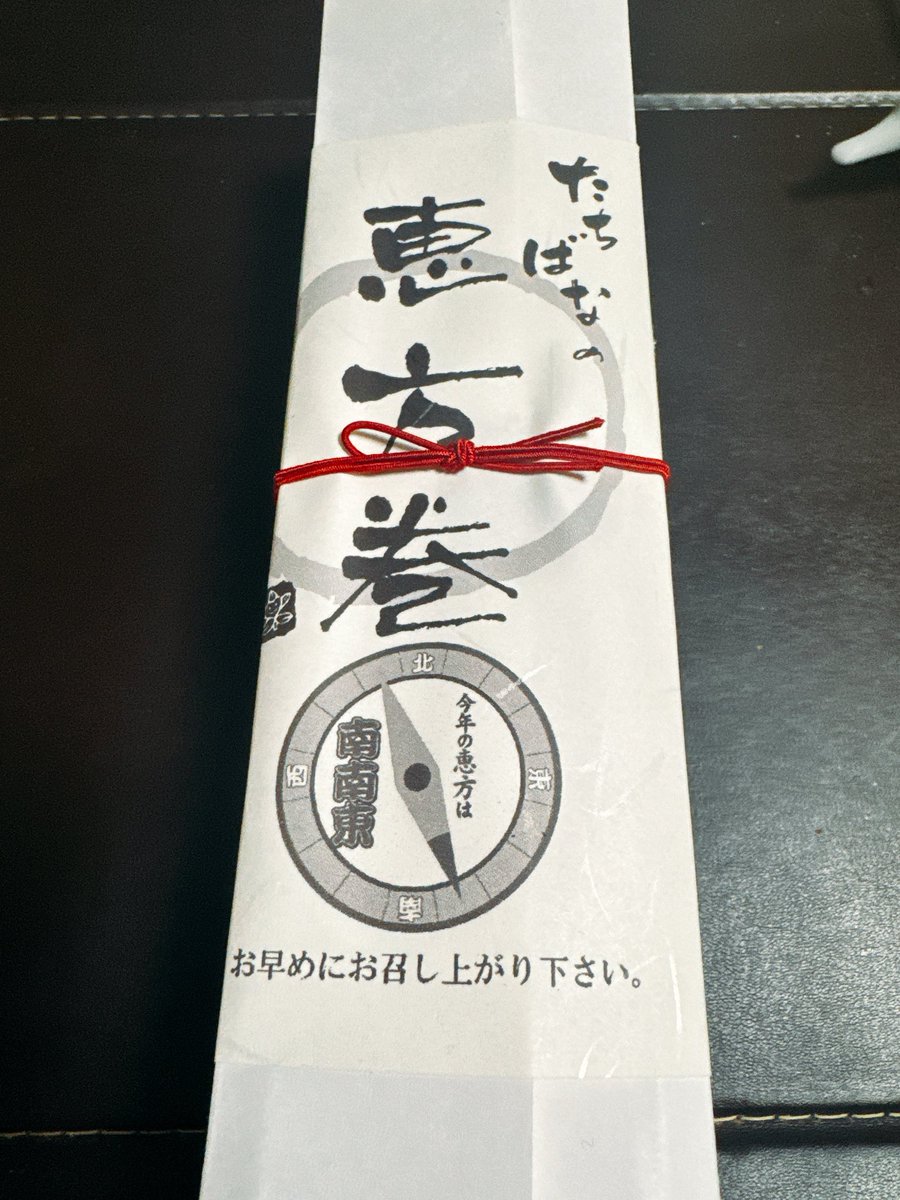 たちばなの
恵方巻
北
東
南
西
今年の恵方は
南南東
お早めにお召し上がり下さい。